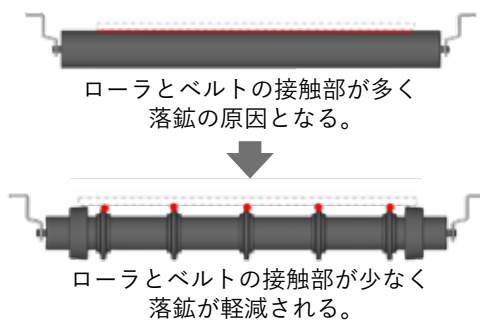 ローラとベルトの接触部が多く
落鉱の原因となる。
ローラとベルトの接触部が少なく
落鉱が軽減される。